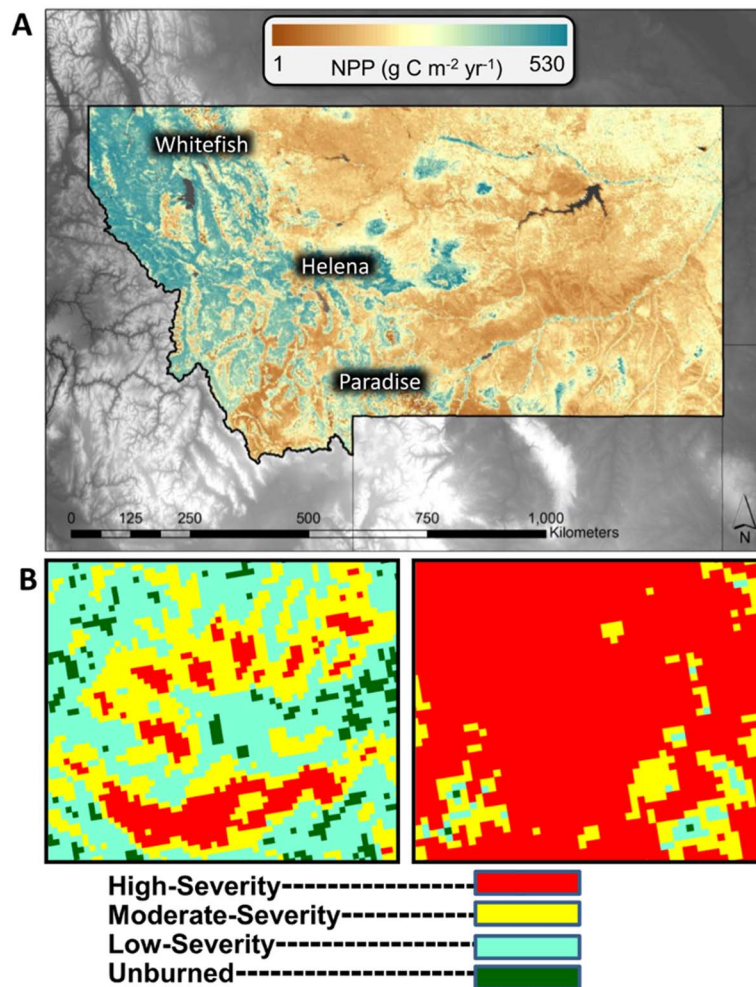 A
1 NPP (g C m-2 yr-1) 530
Whitefish
Helena
Paradise
0 125 250 500 750 1,000
Kilometers
N
B
High-Severity
Moderate-Severity
Low-Severity
Unburned